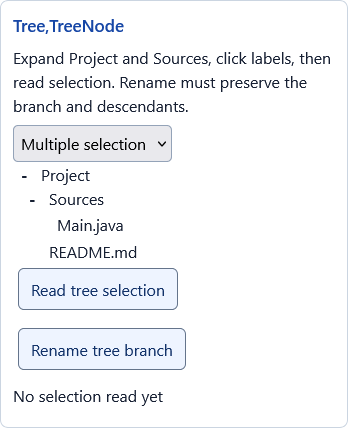 Tree,TreeNode
Expand Project and Sources, click labels, then
read selection. Rename must preserve the
branch and descendants.
Multiple selection
- Project
- Sources
Main.java
README.md
Read tree selection
Rename tree branch
No selection read yet